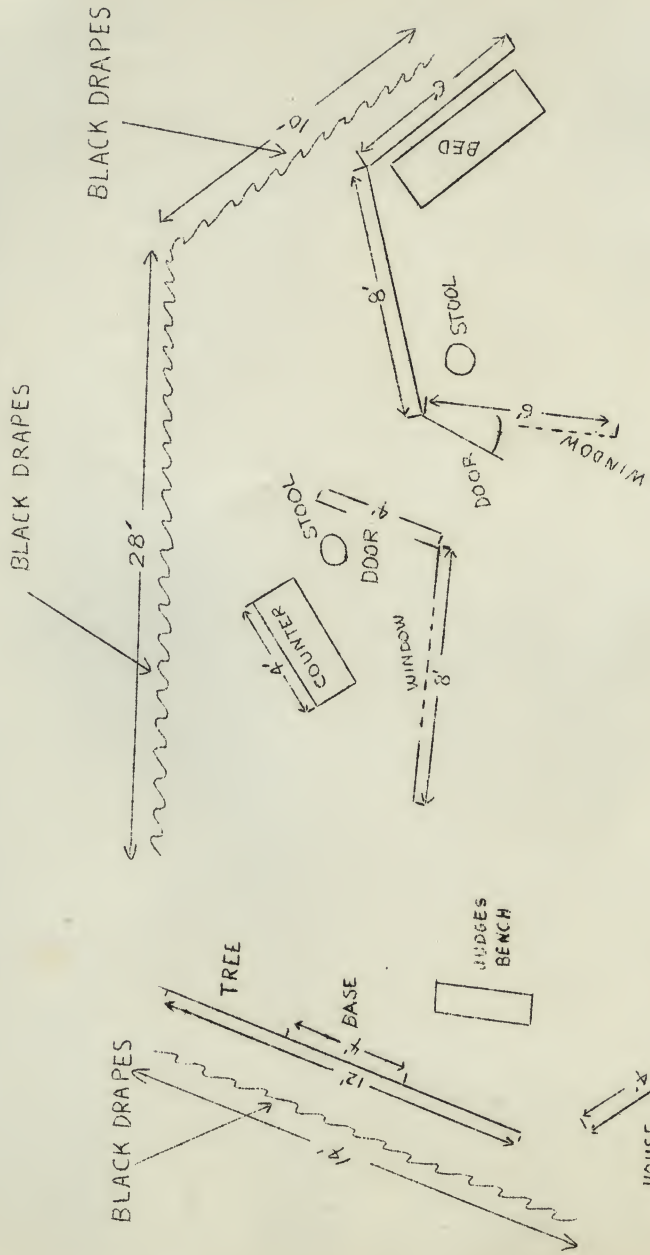 BLACK DRAPES
BLACK DRAPES
28'
10'
6'
BED
8'
STOOL
STOOL
4'
DOOR
COUNTER
4'
WINDOW
8'
DOOR
6'
WINDOW
BLACK DRAPES
TREE
BASE
4'
12'
14'
JUDGES
BENCH
4'
HOUSE